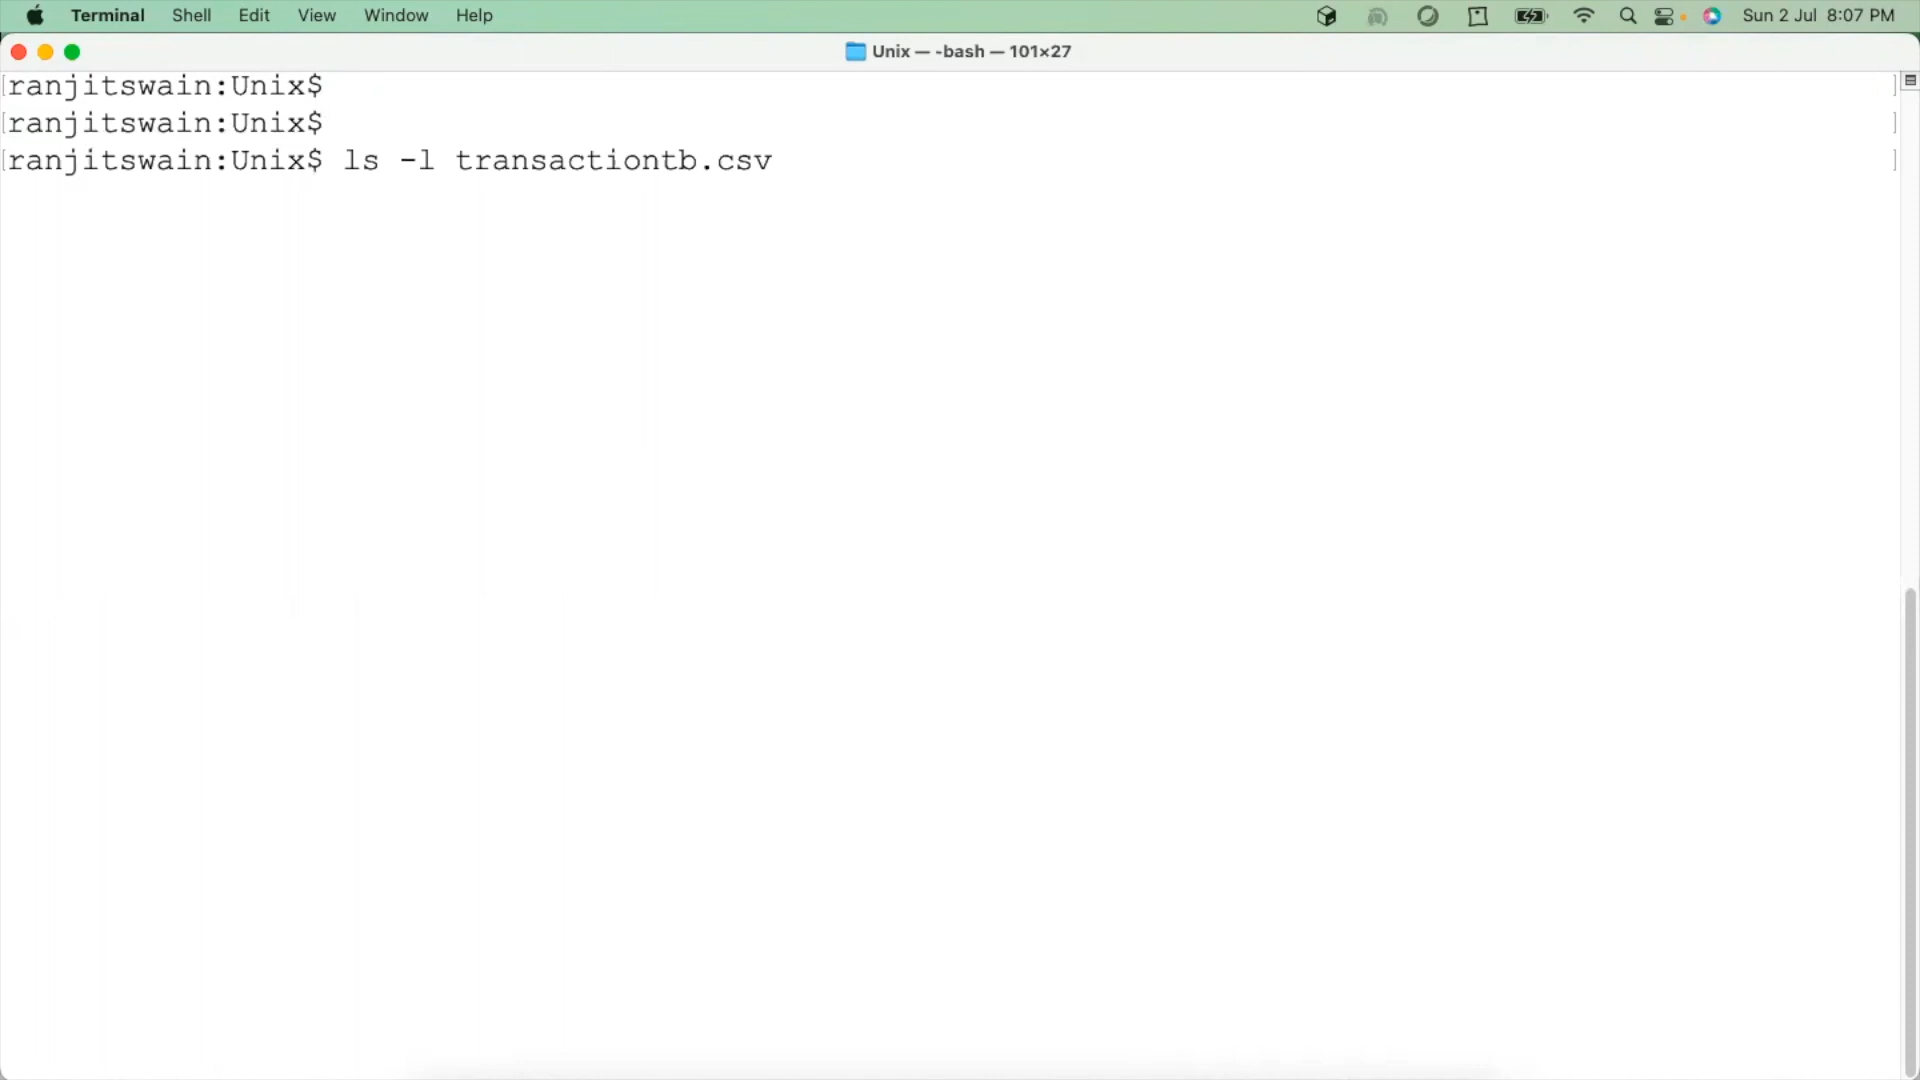 Terminal Shell Edit View Window Help Sun 2 Jul 8:07 PM
Unix — -bash — 101×27
[ranjitswain:Unix$ ]
[ranjitswain:Unix$ ]
[ranjitswain:Unix$ ls -l transactiontb.csv ]